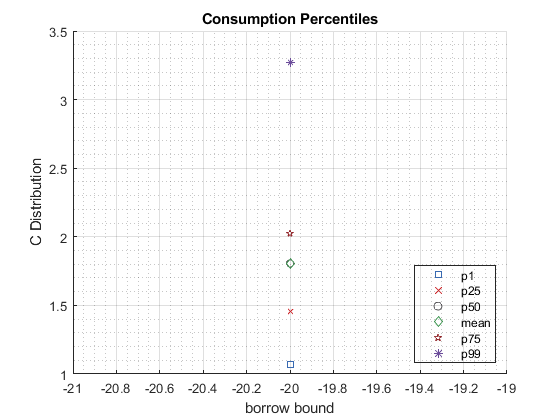 Consumption Percentiles
3.5
3
2.5
2
1.5
1
C Distribution
-21 -20.8 -20.6 -20.4 -20.2 -20 -19.8 -19.6 -19.4 -19.2 -19
borrow bound
p1
p25
p50
mean
p75
p99